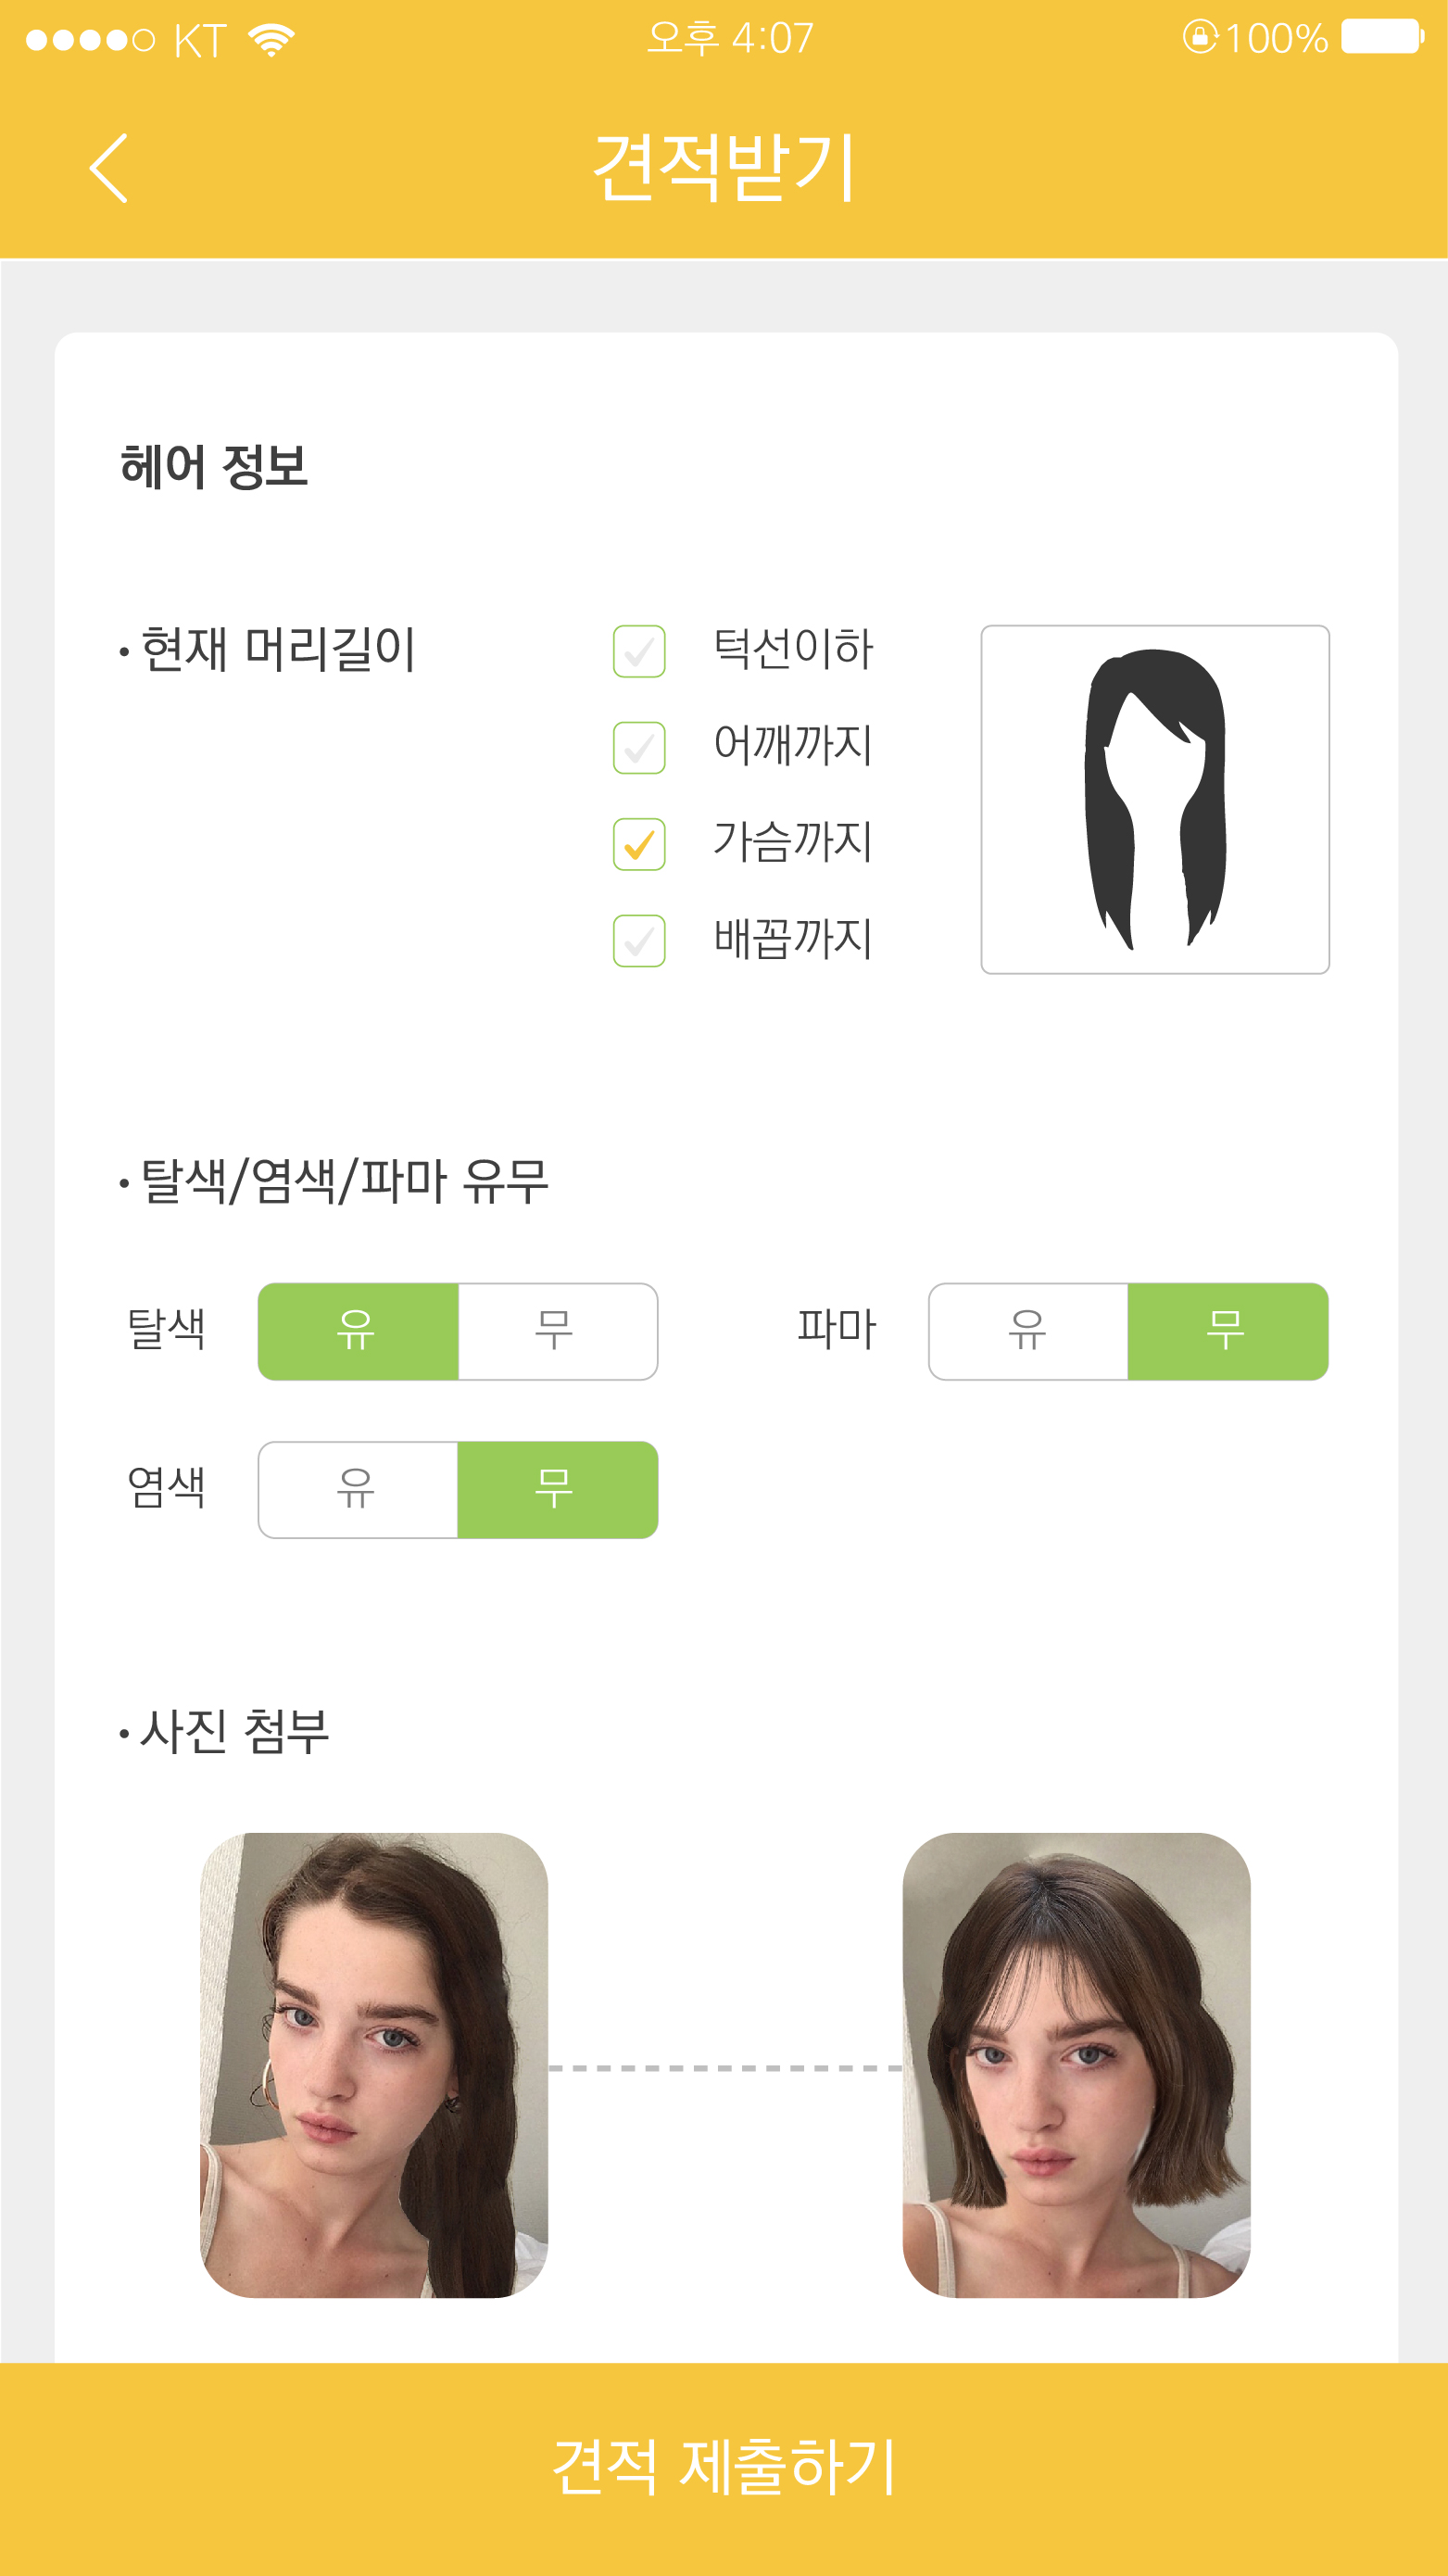 KT 오후 4:07 100%
견적받기
헤어 정보
· 현재 머리길이
턱선이하
어깨까지
가슴까지
배꼽까지
· 탈색/염색/파마 유무
탈색 유 무 파마 유 무
염색 유 무
· 사진 첨부
견적 제출하기